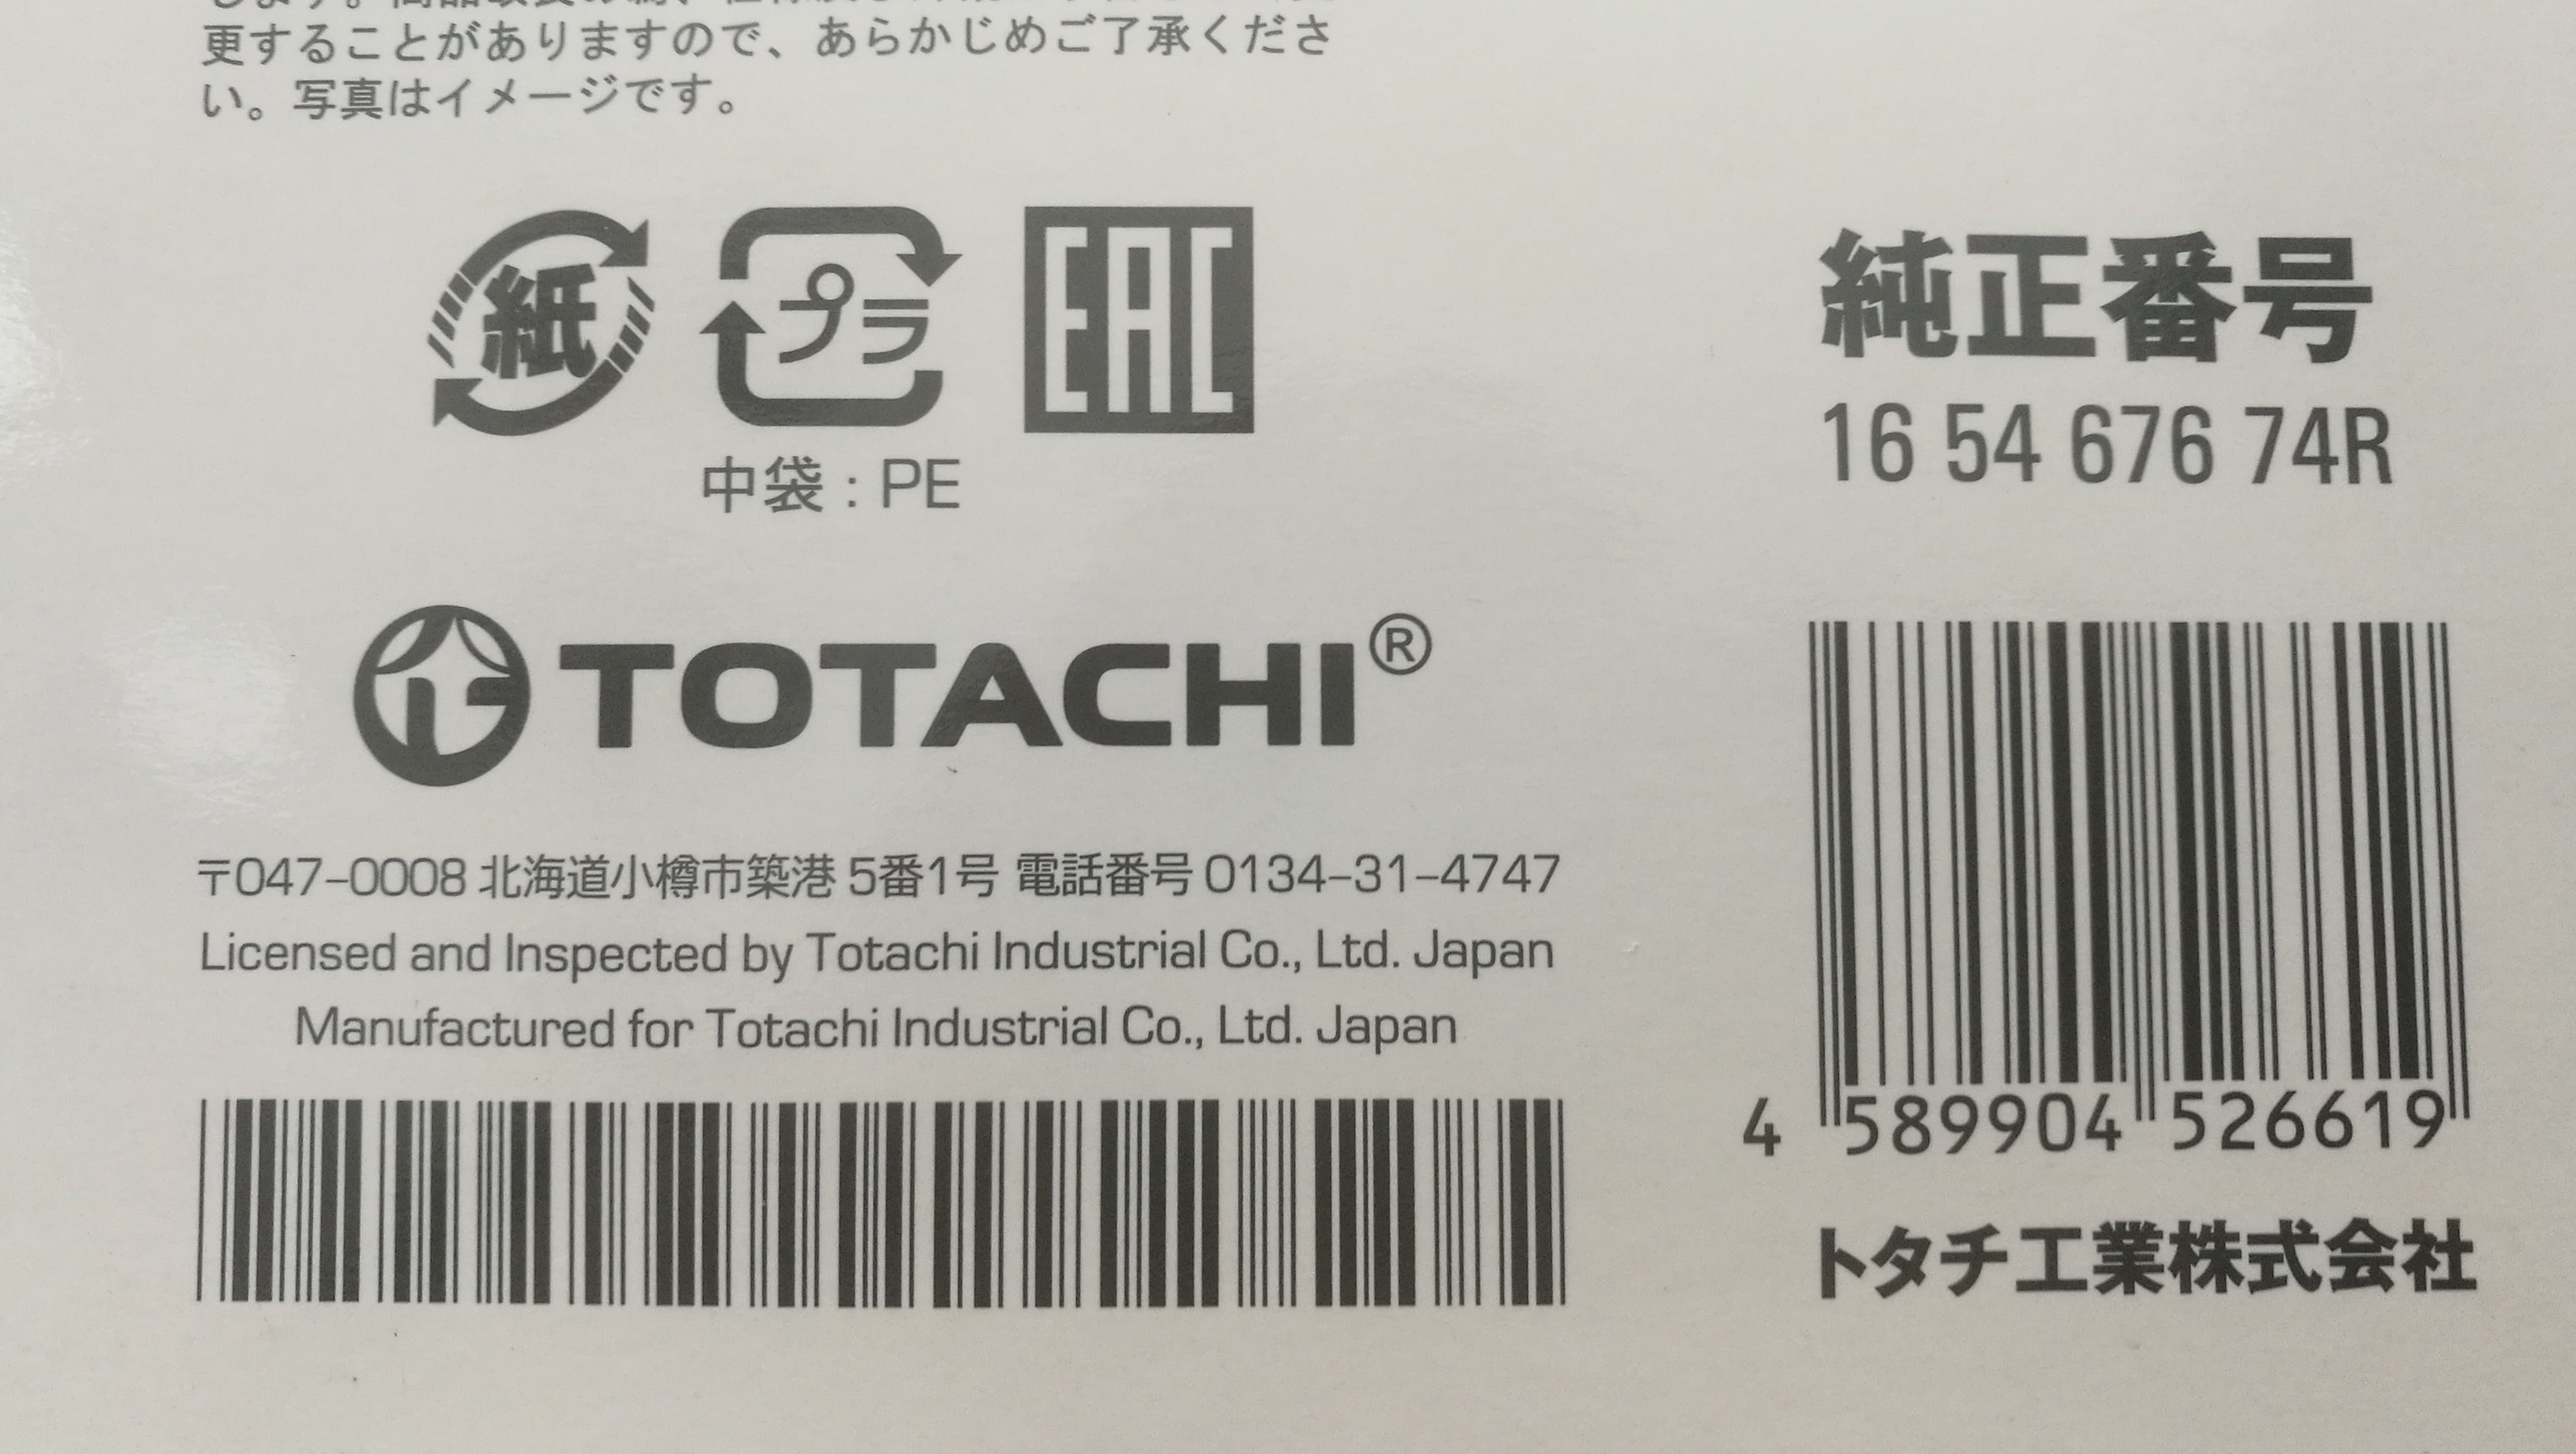 更することがありますので、あらかじめご了承くださ
い。写真はイメージです。
紙
プラ
EAC
中袋：PE
純正番号
16 54 676 74R
TOTACHI®
〒047-0008 北海道小樽市築港 5番1号 電話番号 0134-31-4747
Licensed and Inspected by Totachi Industrial Co., Ltd. Japan
Manufactured for Totachi Industrial Co., Ltd. Japan
4 589904 526619
トタチ工業株式会社